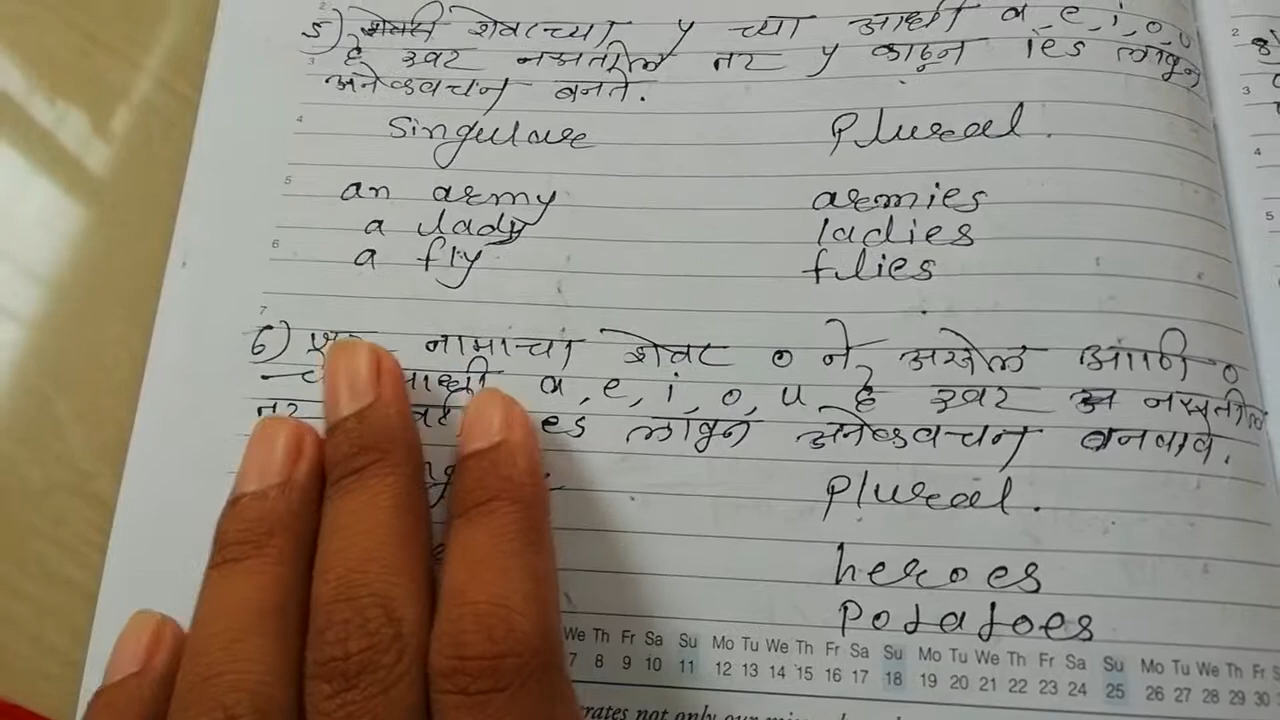 5) शेवटच्या y च्या आधी a, e, i, o, u
हे स्वर नसतील तर y काढून ies लावून
अनेकवचन बनते.
Singular Plural.
an army armies
a lady ladies
a fly flies
6) नामाचा शेवट o ने असेल आणि o
a, e, i, o, u हे स्वर नसतील
तर es लावून अनेकवचन बनवावे.
Plural.
heroes
Potatoes
We Th Fr Sa Su Mo Tu We Th Fr Sa Su Mo Tu We Th Fr Sa Su Mo Tu We Th Fr
7 8 9 10 11 12 13 14 15 16 17 18 19 20 21 22 23 24 25 26 27 28 29 30
not only our